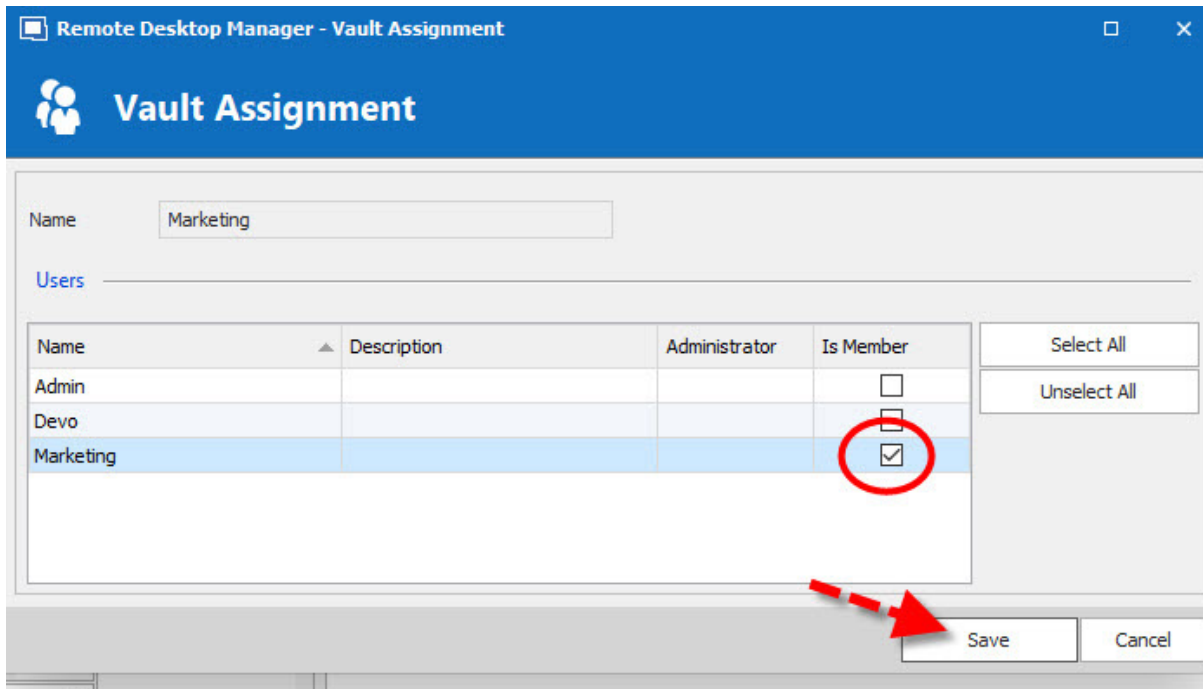 Remote Desktop Manager - Vault Assignment
Vault Assignment
Name Marketing
Users
Name Description Administrator Is Member
Select All
Admin
Unselect All
Devo
Marketing
Save Cancel